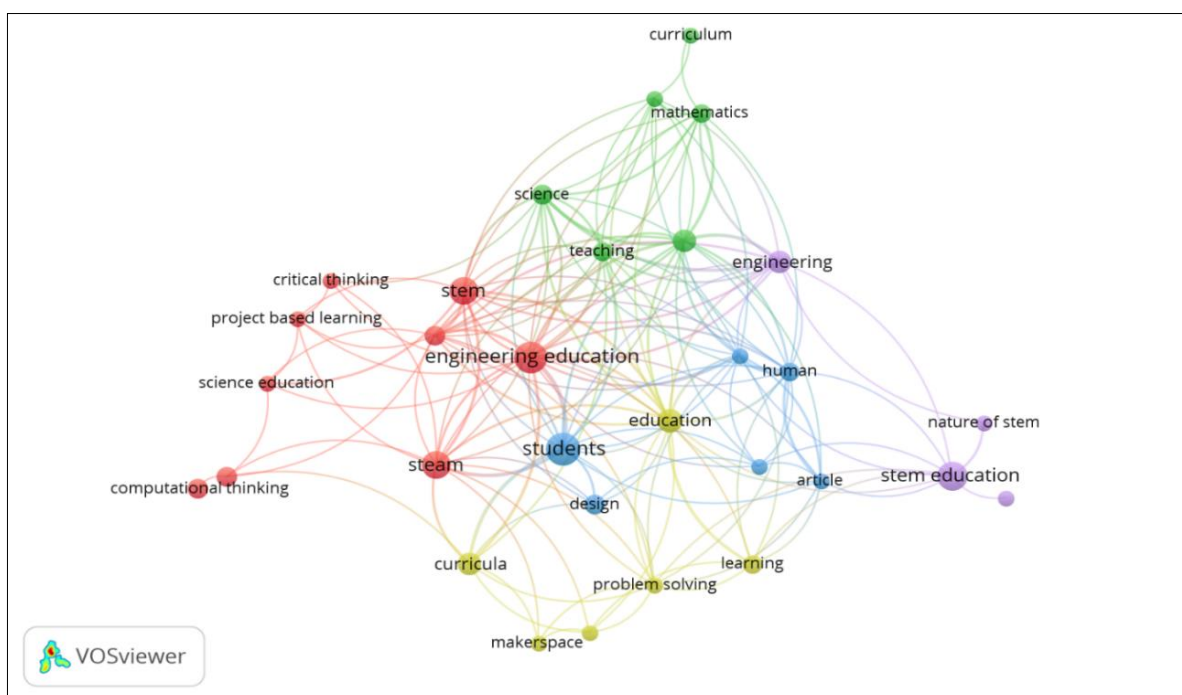 curriculum
mathematics
science
teaching
engineering
critical thinking
stem
project based learning
engineering education
human
science education
education
nature of stem
students
steam
stem education
article
computational thinking
design
curricula
learning
problem solving
makerspace
VOSviewer